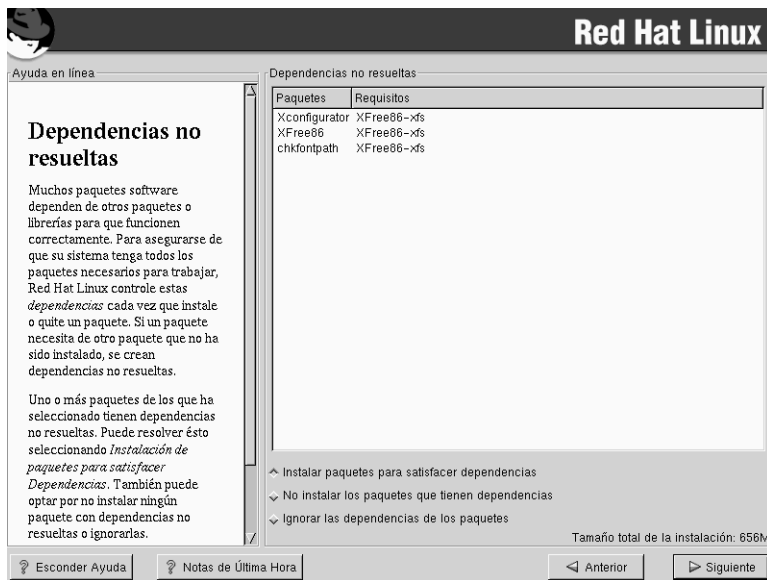 Red Hat Linux
Ayuda en línea
Dependencias no
resueltas
Muchos paquetes software
dependen de otros paquetes o
librerías para que funcionen
correctamente. Para asegurarse de
que su sistema tenga todos los
paquetes necesarios para trabajar,
Red Hat Linux controle estas
dependencias cada vez que instale
o quite un paquete. Si un paquete
necesita de otro paquete que no ha
sido instalado, se crean
dependencias no resueltas.
Uno o más paquetes de los que ha
seleccionado tienen dependencias
no resueltas. Puede resolver ésto
seleccionando Instalación de
paquetes para satisfacer
Dependencias. También puede
optar por no instalar ningún
paquete con dependencias no
resueltas o ignorarlas.
Dependencias no resueltas
Paquetes Requisitos
Xconfigurator XFree86-xfs
XFree86 XFree86-xfs
chkfontpath XFree86-xfs
Instalar paquetes para satisfacer dependencias
No instalar los paquetes que tienen dependencias
Ignorar las dependencias de los paquetes
Tamaño total de la instalación: 656M
? Esconder Ayuda ? Notas de Última Hora Anterior Siguiente